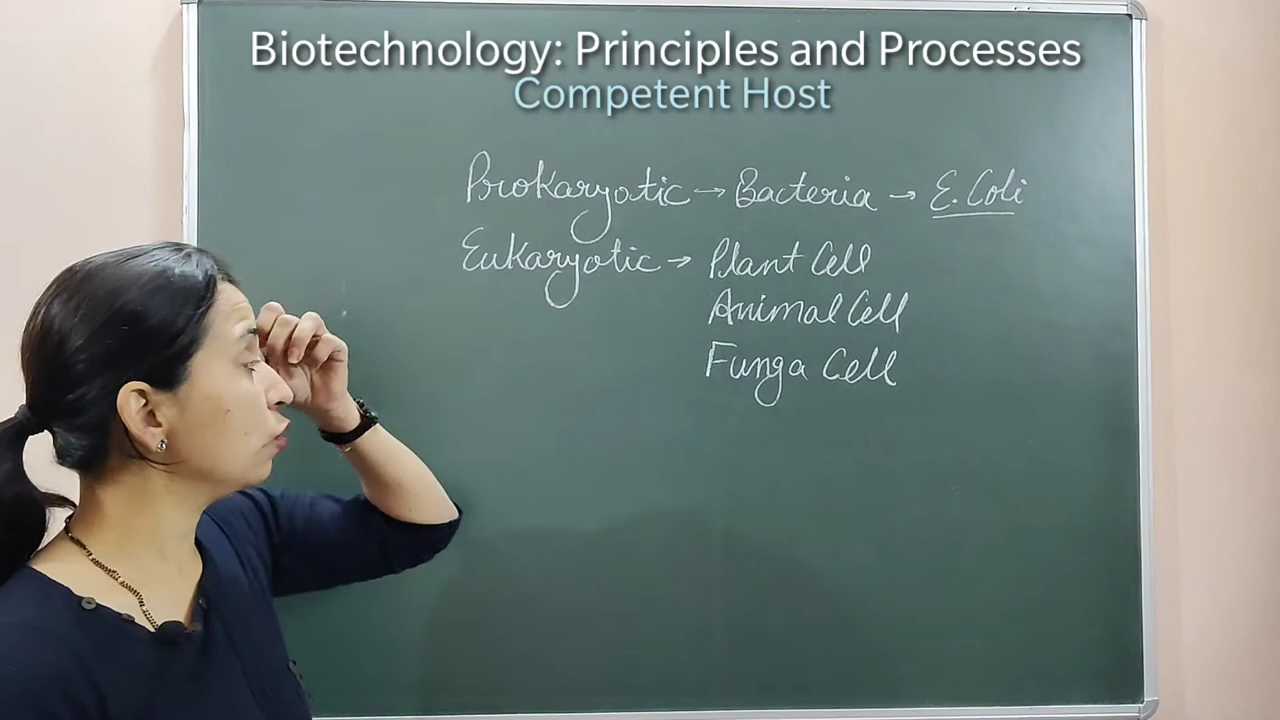 Biotechnology: Principles and Processes
Competent Host
Prokaryotic → Bacteria → E. Coli
Eukaryotic → Plant Cell
Animal Cell
Funga Cell